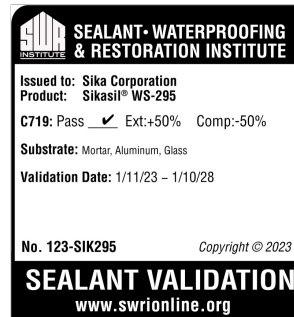 SWR
INSTITUTE
SEALANT • WATERPROOFING
& RESTORATION INSTITUTE
Issued to: Sika Corporation
Product: Sikasil® WS-295
C719: Pass ✔ Ext:+50% Comp:-50%
Substrate: Mortar, Aluminum, Glass
Validation Date: 1/11/23 – 1/10/28
No. 123-SIK295 Copyright © 2023
SEALANT VALIDATION
www.swrionline.org